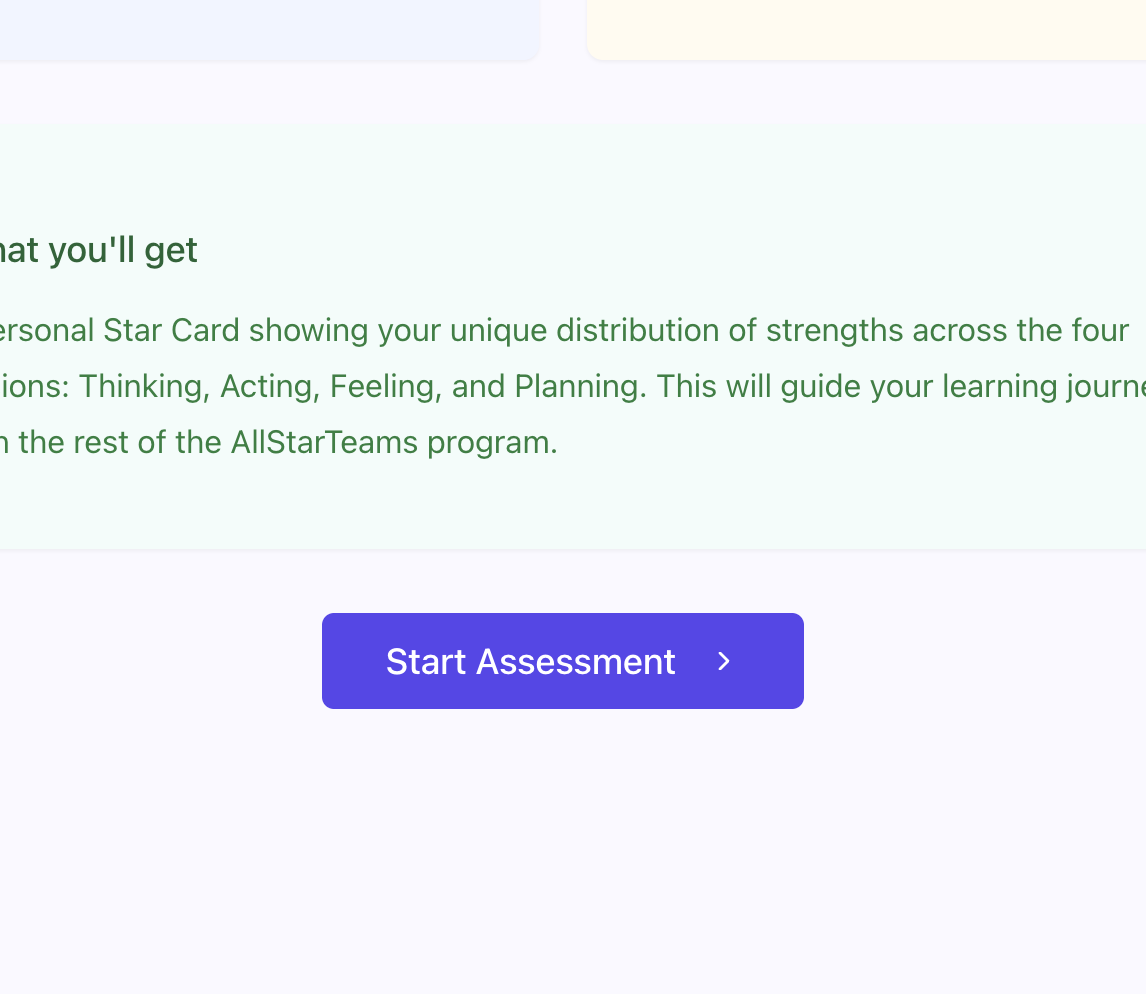 hat you'll get
ersonal Star Card showing your unique distribution of strengths across the four
ions: Thinking, Acting, Feeling, and Planning. This will guide your learning journe
the rest of the AllStarTeams program.
Start Assessment